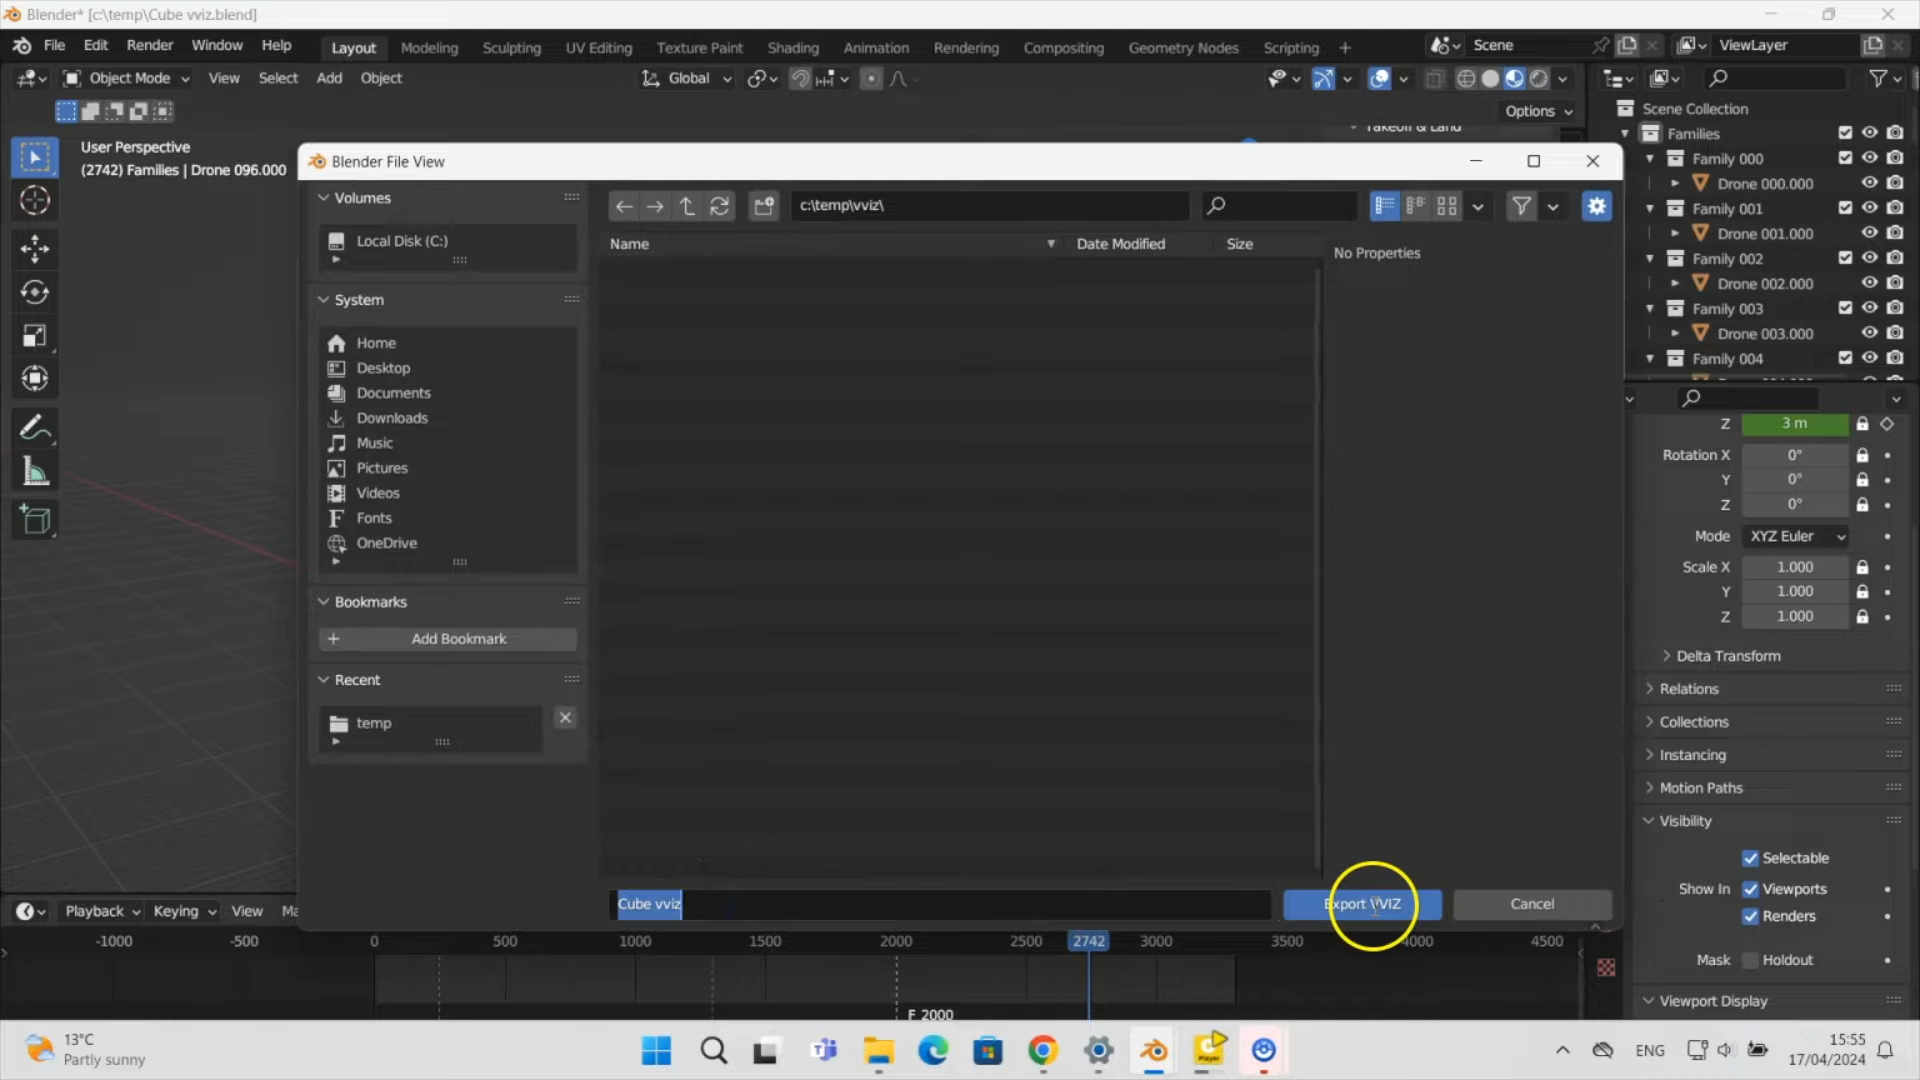 Blender* [c:\temp\Cube vviz.blend]
File Edit Render Window Help Layout Modeling Sculpting UV Editing Texture Paint Shading Animation Rendering Compositing Geometry Nodes Scripting + Scene ViewLayer
Object Mode View Select Add Object Global
Options
User Perspective
(2742) Families | Drone 096.000
Takeoff & Land
Scene Collection
Families
Family 000
Drone 000.000
Family 001
Drone 001.000
Family 002
Drone 002.000
Family 003
Drone 003.000
Family 004
Blender File View
Volumes
Local Disk (C:)
System
Home
Desktop
Documents
Downloads
Music
Pictures
Videos
Fonts
OneDrive
Bookmarks
Add Bookmark
Recent
temp
c:\temp\vviz\
Name Date Modified Size
No Properties
Cube vviz
Export VVIZ
Cancel
Z 3 m
Rotation X 0°
Y 0°
Z 0°
Mode XYZ Euler
Scale X 1.000
Y 1.000
Z 1.000
Delta Transform
Relations
Collections
Instancing
Motion Paths
Visibility
Selectable
Show In Viewports
Renders
Mask Holdout
Viewport Display
Playback Keying View Ma
-1000 -500 0 500 1000 1500 2000 2500 2742 3000 3500 4000 4500
F_2000
13°C
Partly sunny
ENG
15:55
17/04/2024